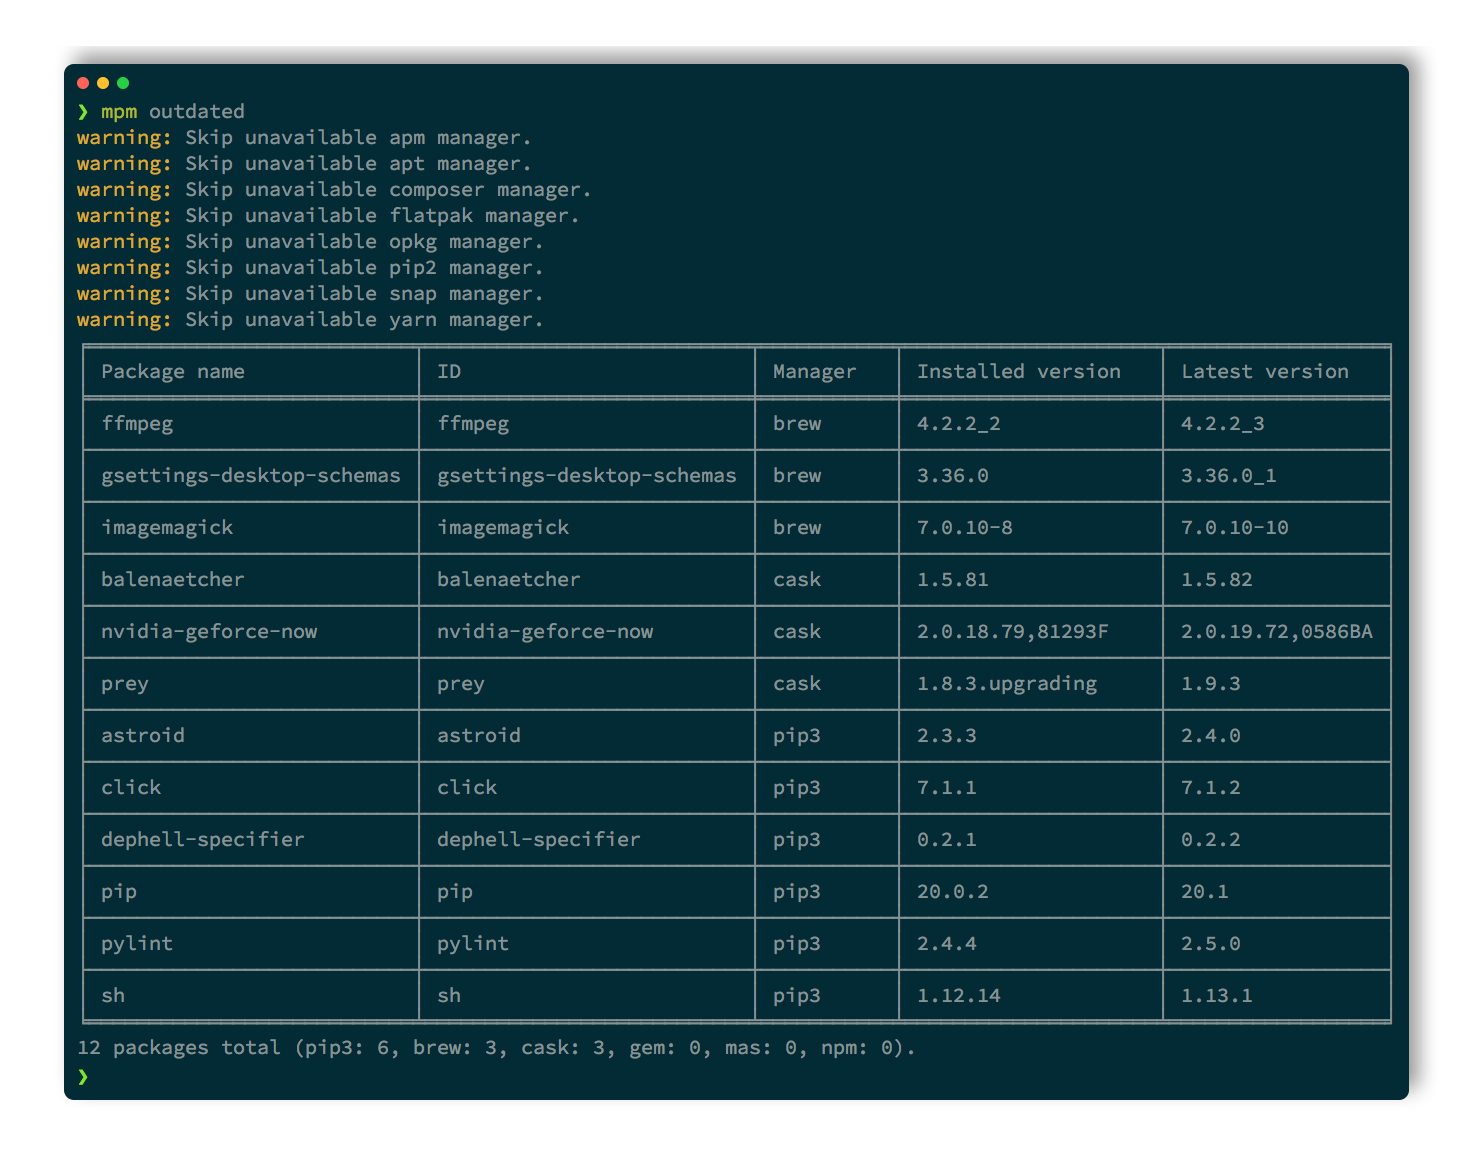 ❯ mpm outdated
warning: Skip unavailable apm manager.
warning: Skip unavailable apt manager.
warning: Skip unavailable composer manager.
warning: Skip unavailable flatpak manager.
warning: Skip unavailable opkg manager.
warning: Skip unavailable pip2 manager.
warning: Skip unavailable snap manager.
warning: Skip unavailable yarn manager.
Package name ID Manager Installed version Latest version
ffmpeg ffmpeg brew 4.2.2_2 4.2.2_3
gsettings-desktop-schemas gsettings-desktop-schemas brew 3.36.0 3.36.0_1
imagemagick imagemagick brew 7.0.10-8 7.0.10-10
balenaetcher balenaetcher cask 1.5.81 1.5.82
nvidia-geforce-now nvidia-geforce-now cask 2.0.18.79,81293F 2.0.19.72,0586BA
prey prey cask 1.8.3.upgrading 1.9.3
astroid astroid pip3 2.3.3 2.4.0
click click pip3 7.1.1 7.1.2
dephell-specifier dephell-specifier pip3 0.2.1 0.2.2
pip pip pip3 20.0.2 20.1
pylint pylint pip3 2.4.4 2.5.0
sh sh pip3 1.12.14 1.13.1
12 packages total (pip3: 6, brew: 3, cask: 3, gem: 0, mas: 0, npm: 0).
❯